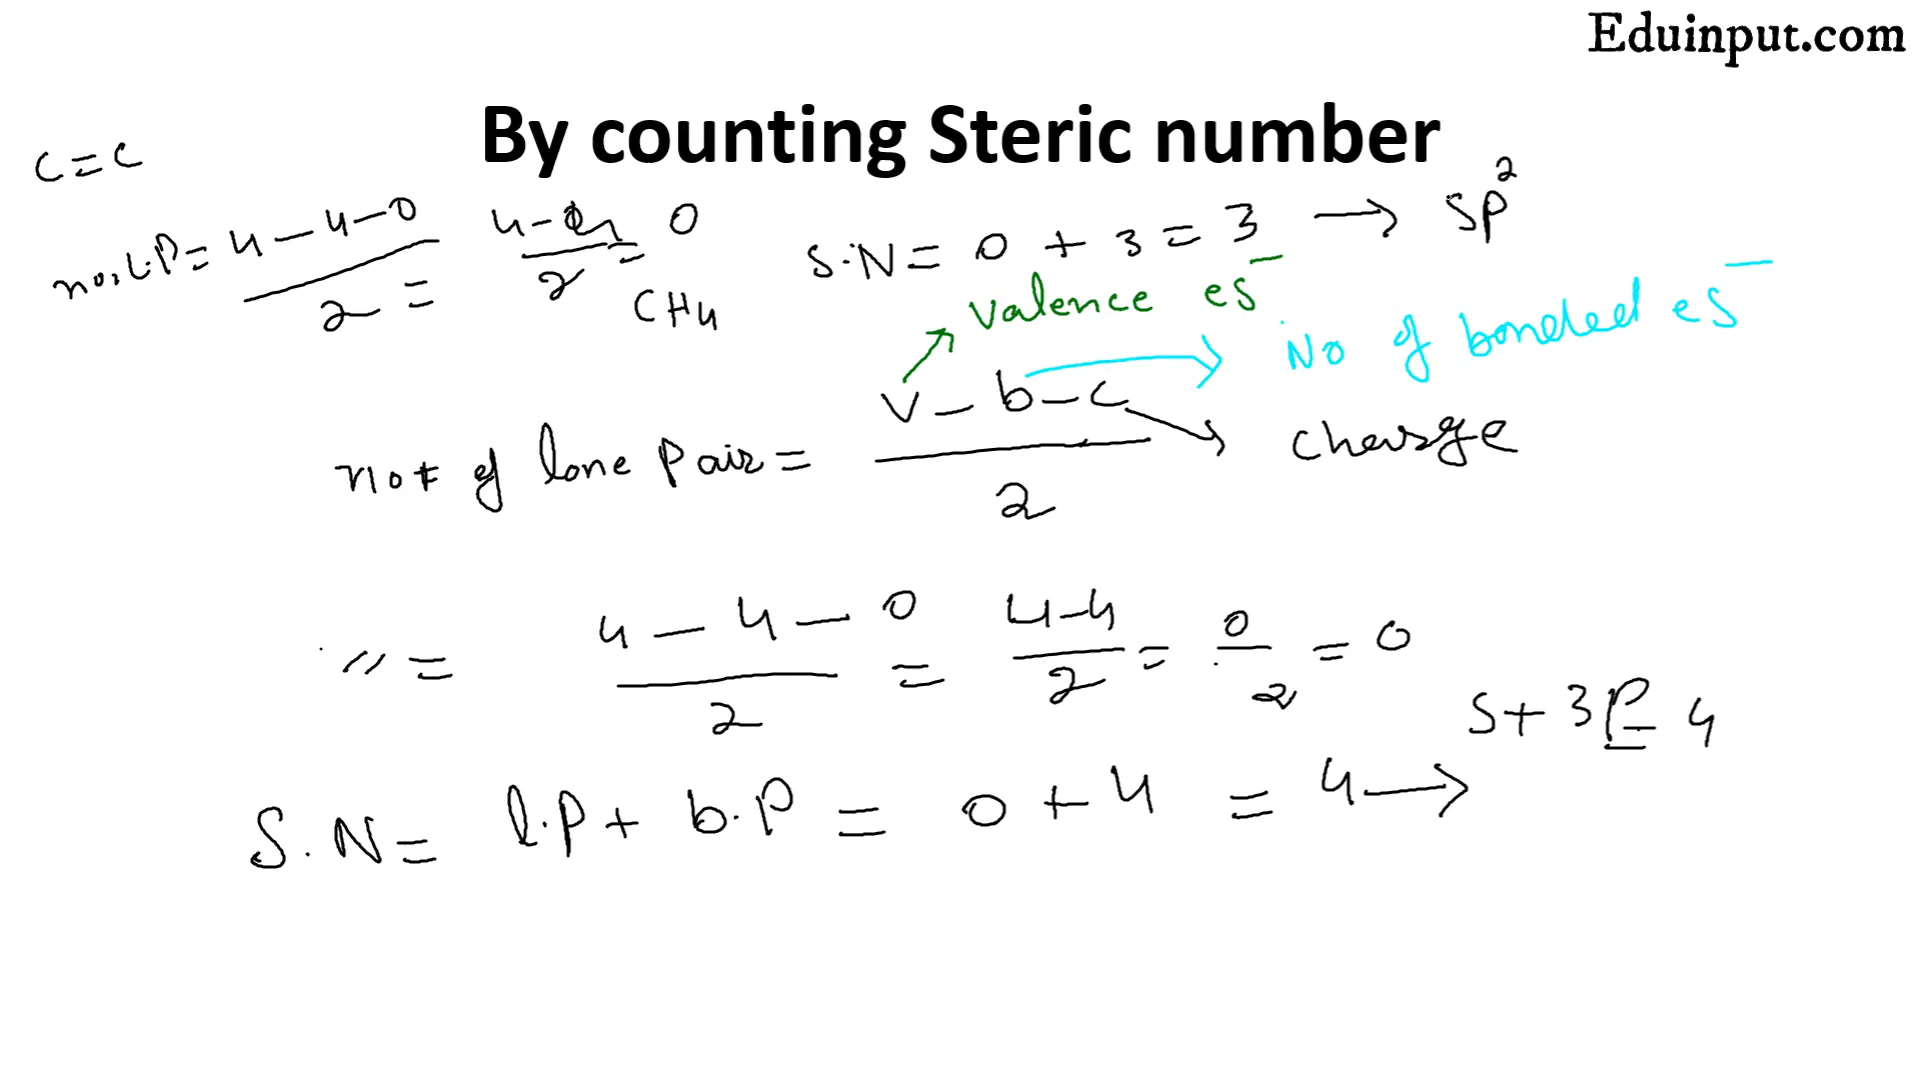 Eduinput.com
By counting Steric number
C=C
no.L.P= 4-4-0 / 2 = 4-4 / 2 = 0
S.N= 0 + 3 = 3 → SP²
CH4
valence es⁻
No of bonded es⁻
no of lone pair = v-b-c / 2
charge
〃 = 4-4-0 / 2 = 4-4 / 2 = 0 / 2 = 0
S+3P= 4
S.N= l.P+ b.P = 0+4 = 4 →